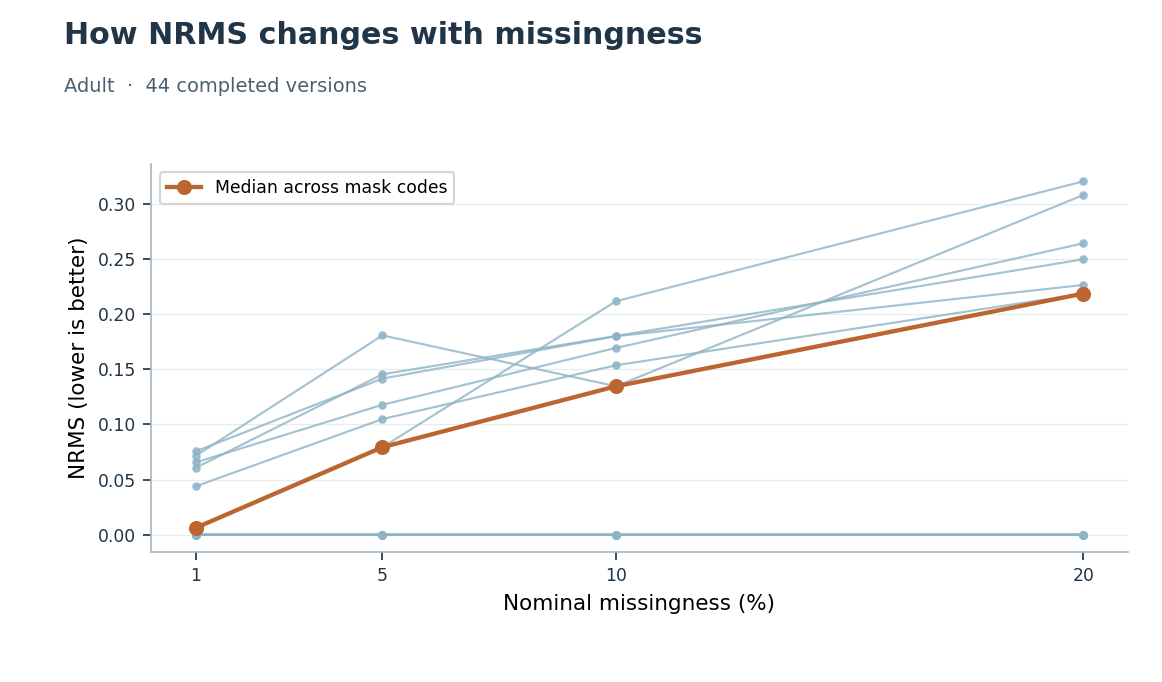 How NRMS changes with missingness
Adult · 44 completed versions
Median across mask codes
NRMS (lower is better)
0.30
0.25
0.20
0.15
0.10
0.05
0.00
1 5 10 20
Nominal missingness (%)